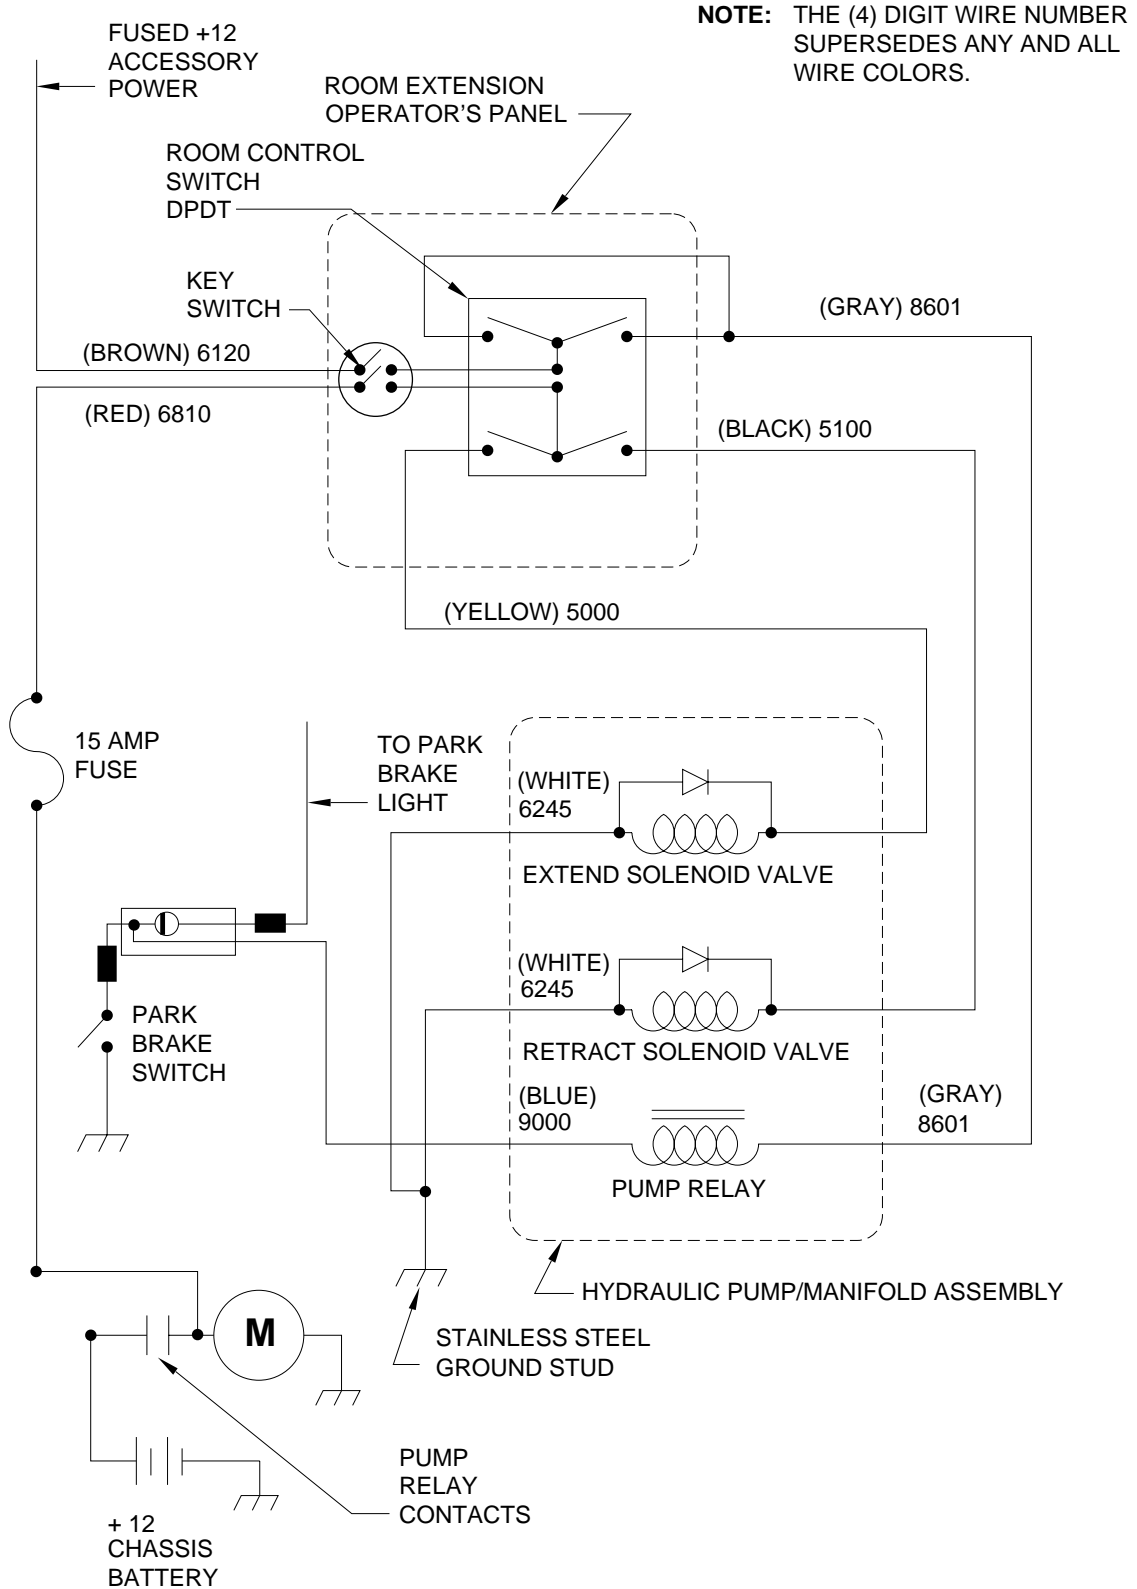 NOTE: THE (4) DIGIT WIRE NUMBER
SUPERSEDES ANY AND ALL
WIRE COLORS.
FUSED +12
ACCESSORY
POWER
ROOM EXTENSION
OPERATOR'S PANEL
ROOM CONTROL
SWITCH
DPDT
KEY
SWITCH
(GRAY) 8601
(BROWN) 6120
(RED) 6810
(BLACK) 5100
(YELLOW) 5000
15 AMP
FUSE
TO PARK
BRAKE
LIGHT
(WHITE)
6245
EXTEND SOLENOID VALVE
(WHITE)
6245
RETRACT SOLENOID VALVE
PARK
BRAKE
SWITCH
(BLUE)
9000
(GRAY)
8601
PUMP RELAY
HYDRAULIC PUMP/MANIFOLD ASSEMBLY
M
STAINLESS STEEL
GROUND STUD
PUMP
RELAY
CONTACTS
+ 12
CHASSIS
BATTERY